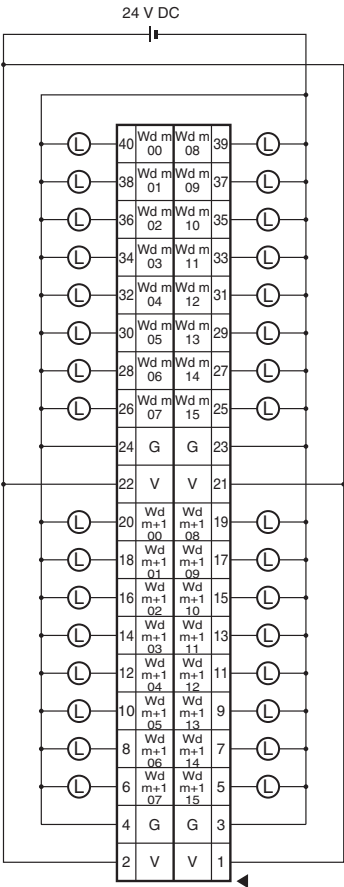 24 V DC
L 40 Wd m 00 Wd m 08 39 L
L 38 Wd m 01 Wd m 09 37 L
L 36 Wd m 02 Wd m 10 35 L
L 34 Wd m 03 Wd m 11 33 L
L 32 Wd m 04 Wd m 12 31 L
L 30 Wd m 05 Wd m 13 29 L
L 28 Wd m 06 Wd m 14 27 L
L 26 Wd m 07 Wd m 15 25 L
24 G G 23
22 V V 21
L 20 Wd m+1 00 Wd m+1 08 19 L
L 18 Wd m+1 01 Wd m+1 09 17 L
L 16 Wd m+1 02 Wd m+1 10 15 L
L 14 Wd m+1 03 Wd m+1 11 13 L
L 12 Wd m+1 04 Wd m+1 12 11 L
L 10 Wd m+1 05 Wd m+1 13 9 L
L 8 Wd m+1 06 Wd m+1 14 7 L
L 6 Wd m+1 07 Wd m+1 15 5 L
4 G G 3
2 V V 1